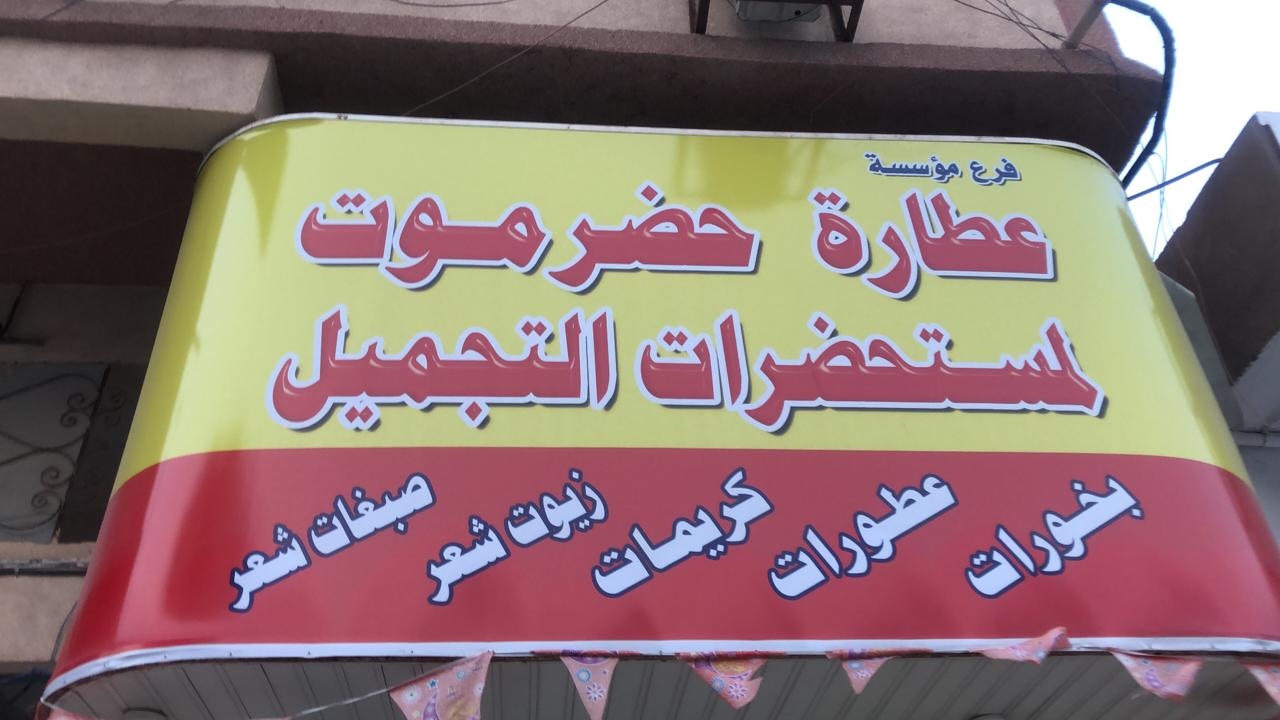 فرع مؤسسة
عطارة حضرموت
لمستحضرات التجميل
بخورات عطورات كريمات زيوت شعر صبغات شعر